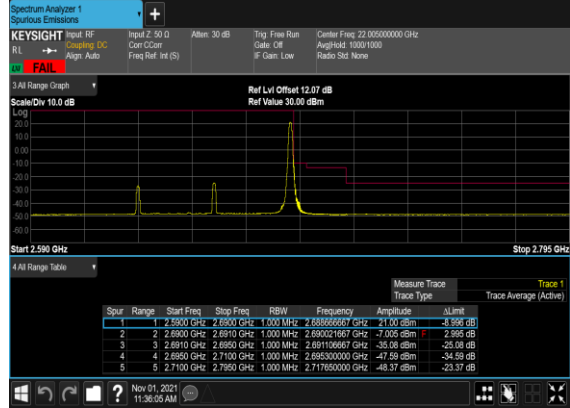 Spectrum Analyzer 1
Spurious Emissions
KEYSIGHT Input: RF Input Z: 50 Ω Atten: 30 dB Trig: Free Run Center Freq: 22.005000000 GHz
RL Coupling: DC Corr CCorr Gate: Off Avg|Hold: 1000/1000
Align: Auto Freq Ref: Int (S) IF Gain: Low Radio Std: None
FAIL
3 All Range Graph
Ref Lvl Offset 12.07 dB
Scale/Div 10.0 dB Ref Value 30.00 dBm
Log
20.0
10.0
0.00
-10.0
-20.0
-30.0
-40.0
-50.0
-60.0
Start 2.590 GHz Stop 2.795 GHz
4 All Range Table
Measure Trace Trace 1
Trace Type Trace Average (Active)
Spur Range Start Freq Stop Freq RBW Frequency Amplitude ΔLimit
1 1 2.5900 GHz 2.6900 GHz 1.000 MHz 2.688666667 GHz 21.00 dBm -8.996 dB
2 2 2.6900 GHz 2.6910 GHz 1.000 MHz 2.690021667 GHz -7.005 dBm F 2.995 dB
3 3 2.6910 GHz 2.6950 GHz 1.000 MHz 2.691106667 GHz -35.08 dBm -25.08 dB
4 4 2.6950 GHz 2.7100 GHz 1.000 MHz 2.695300000 GHz -47.59 dBm -34.59 dB
5 5 2.7100 GHz 2.7950 GHz 1.000 MHz 2.717650000 GHz -48.37 dBm -23.37 dB
Nov 01, 2021
11:36:05 AM